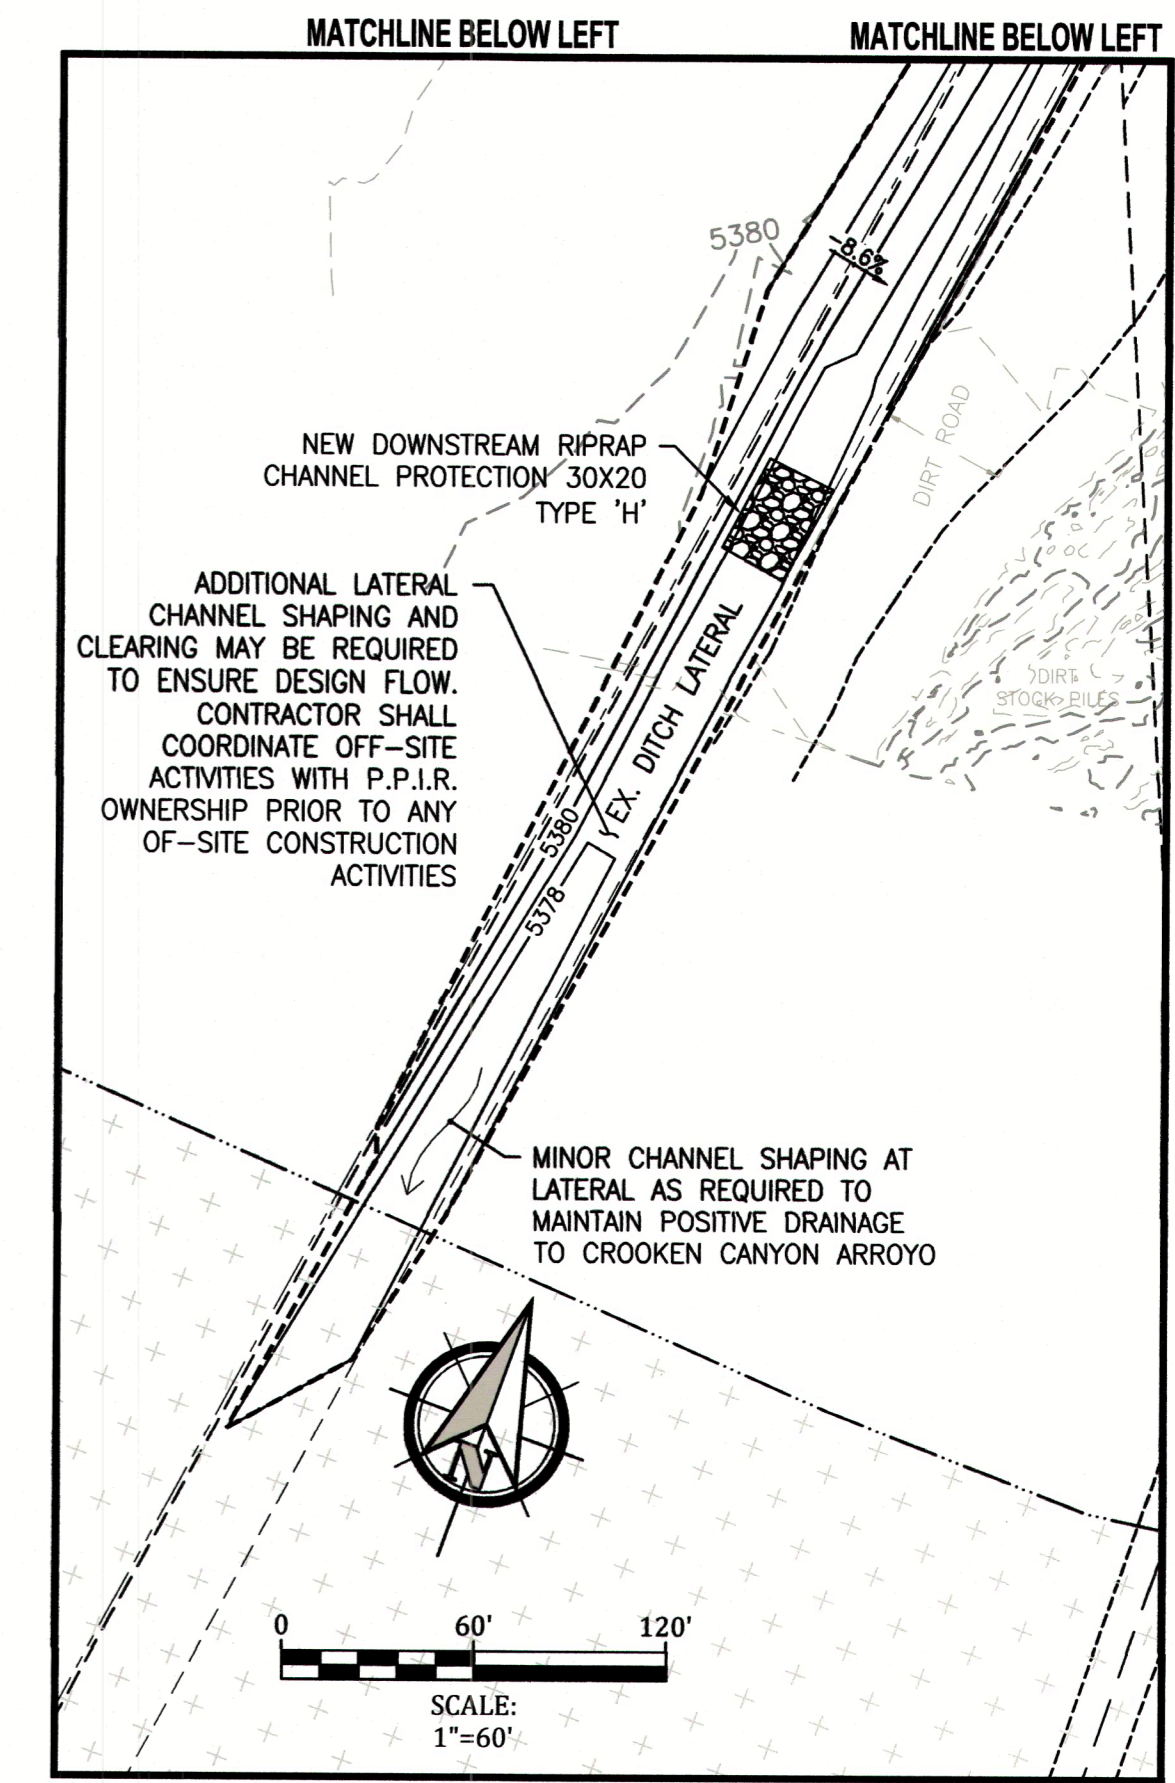 MATCHLINE BELOW LEFT
MATCHLINE BELOW LEFT
5380
-8.6%
NEW DOWNSTREAM RIPRAP
CHANNEL PROTECTION 30X20
TYPE 'H'
DIRT ROAD
ADDITIONAL LATERAL
CHANNEL SHAPING AND
CLEARING MAY BE REQUIRED
TO ENSURE DESIGN FLOW.
CONTRACTOR SHALL
COORDINATE OFF-SITE
ACTIVITIES WITH P.P.I.R.
OWNERSHIP PRIOR TO ANY
OF-SITE CONSTRUCTION
ACTIVITIES
EX. DITCH LATERAL
DIRT
STOCK PILES
5380
5378
MINOR CHANNEL SHAPING AT
LATERAL AS REQUIRED TO
MAINTAIN POSITIVE DRAINAGE
TO CROOKEN CANYON ARROYO
N
0 60' 120'
SCALE:
1"=60'